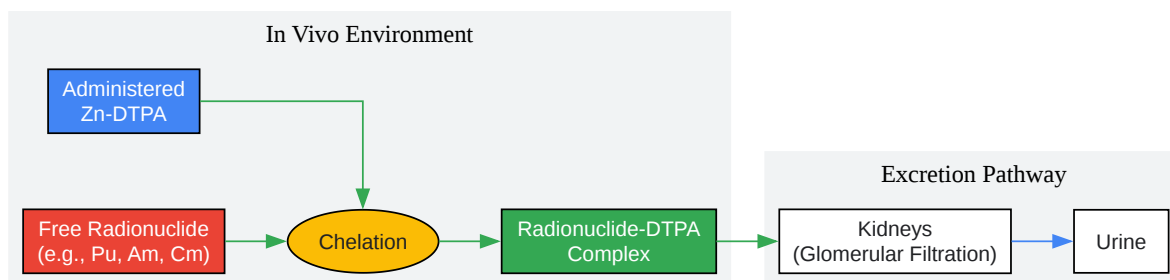 In Vivo Environment
Administered
Zn-DTPA
Free Radionuclide
(e.g., Pu, Am, Cm)
Chelation
Radionuclide-DTPA
Complex
Excretion Pathway
Kidneys
(Glomerular Filtration)
Urine